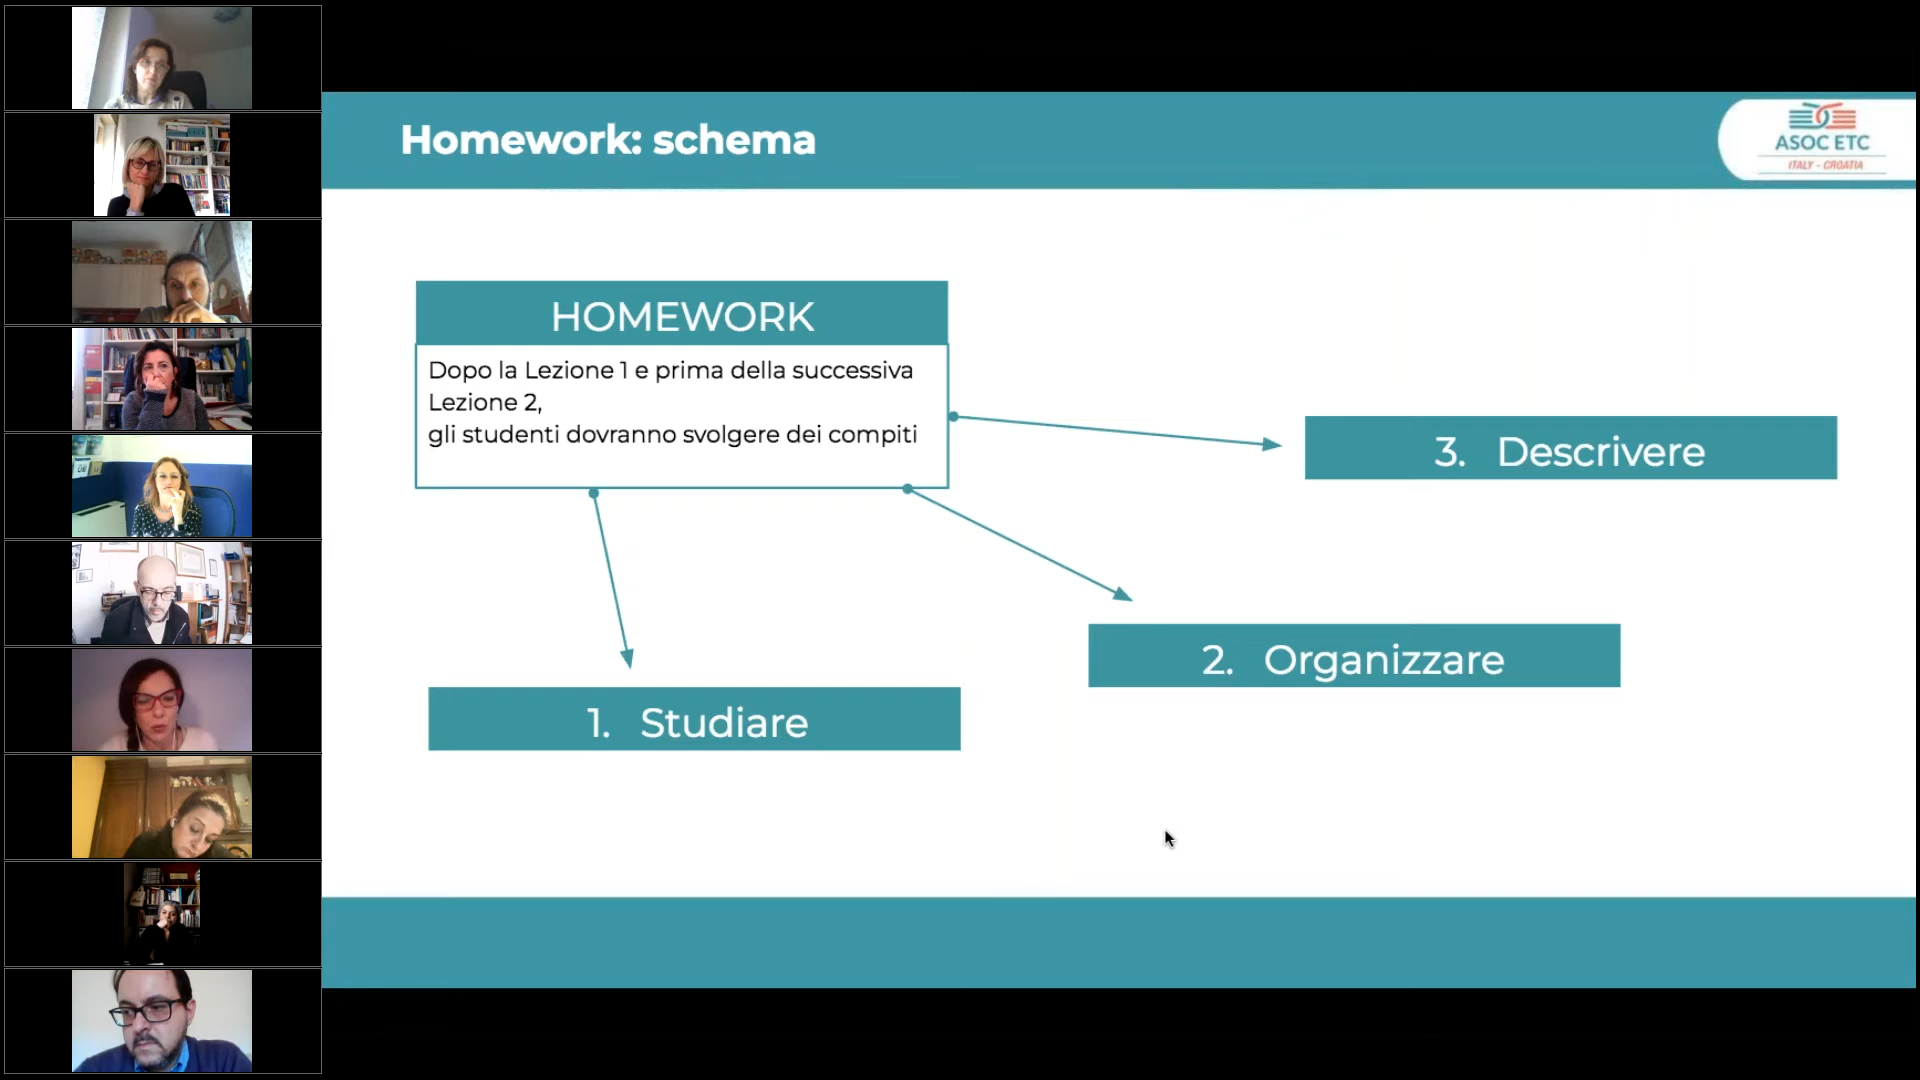 Homework: schema
ASOC ETC
ITALY - CROATIA
HOMEWORK
Dopo la Lezione 1 e prima della successiva
Lezione 2,
gli studenti dovranno svolgere dei compiti
3. Descrivere
2. Organizzare
1. Studiare